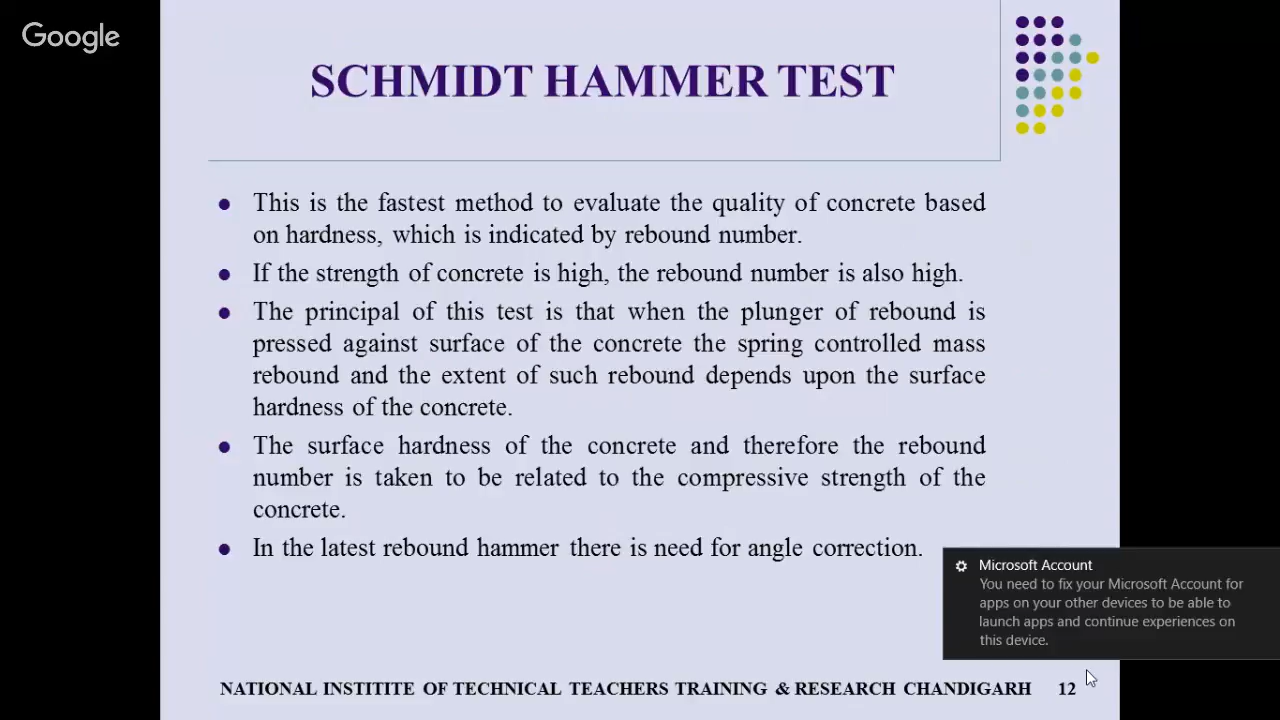 Google
SCHMIDT HAMMER TEST
This is the fastest method to evaluate the quality of concrete based
on hardness, which is indicated by rebound number.
If the strength of concrete is high, the rebound number is also high.
The principal of this test is that when the plunger of rebound is
pressed against surface of the concrete the spring controlled mass
rebound and the extent of such rebound depends upon the surface
hardness of the concrete.
The surface hardness of the concrete and therefore the rebound
number is taken to be related to the compressive strength of the
concrete.
In the latest rebound hammer there is need for angle correction.
Microsoft Account
You need to fix your Microsoft Account for
apps on your other devices to be able to
launch apps and continue experiences on
this device.
NATIONAL INSTITITE OF TECHNICAL TEACHERS TRAINING & RESEARCH CHANDIGARH 12